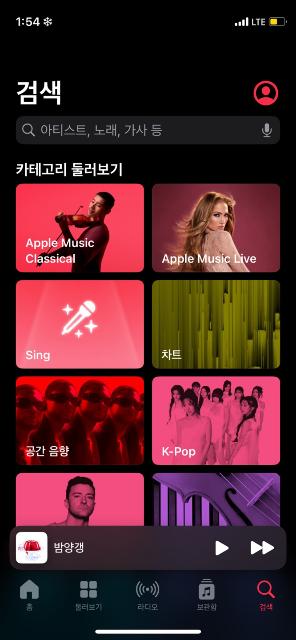 1:54
LTE
검색
아티스트, 노래, 가사 등
카테고리 둘러보기
Apple Music
Classical
Apple Music Live
Sing
차트
공간 음향
K-Pop
밤양갱
홈
둘러보기
라디오
보관함
검색